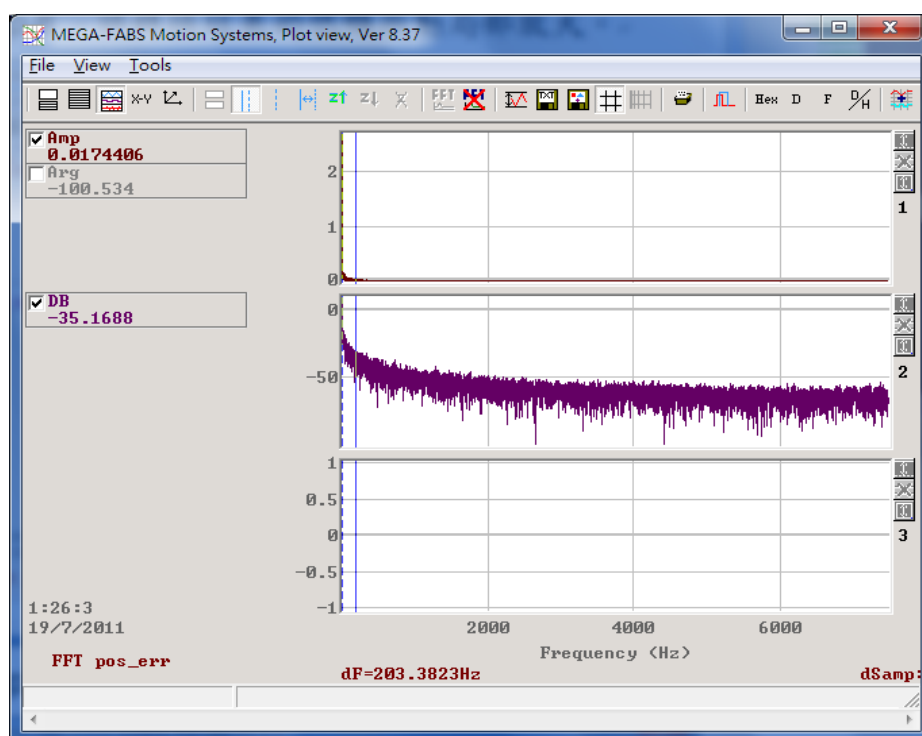 MEGA-FABS Motion Systems, Plot view, Ver 8.37
File View Tools
X-Y Z FFT TXT Hex D F D/H
Amp
0.0174406
Arg
-100.534
2
1
0
1
DB
-35.1688
0
-50
2
1
0.5
0
-0.5
-1
3
1:26:3
19/7/2011
2000 4000 6000
Frequency (Hz)
FFT pos_err
dF=203.3823Hz
dSamp: